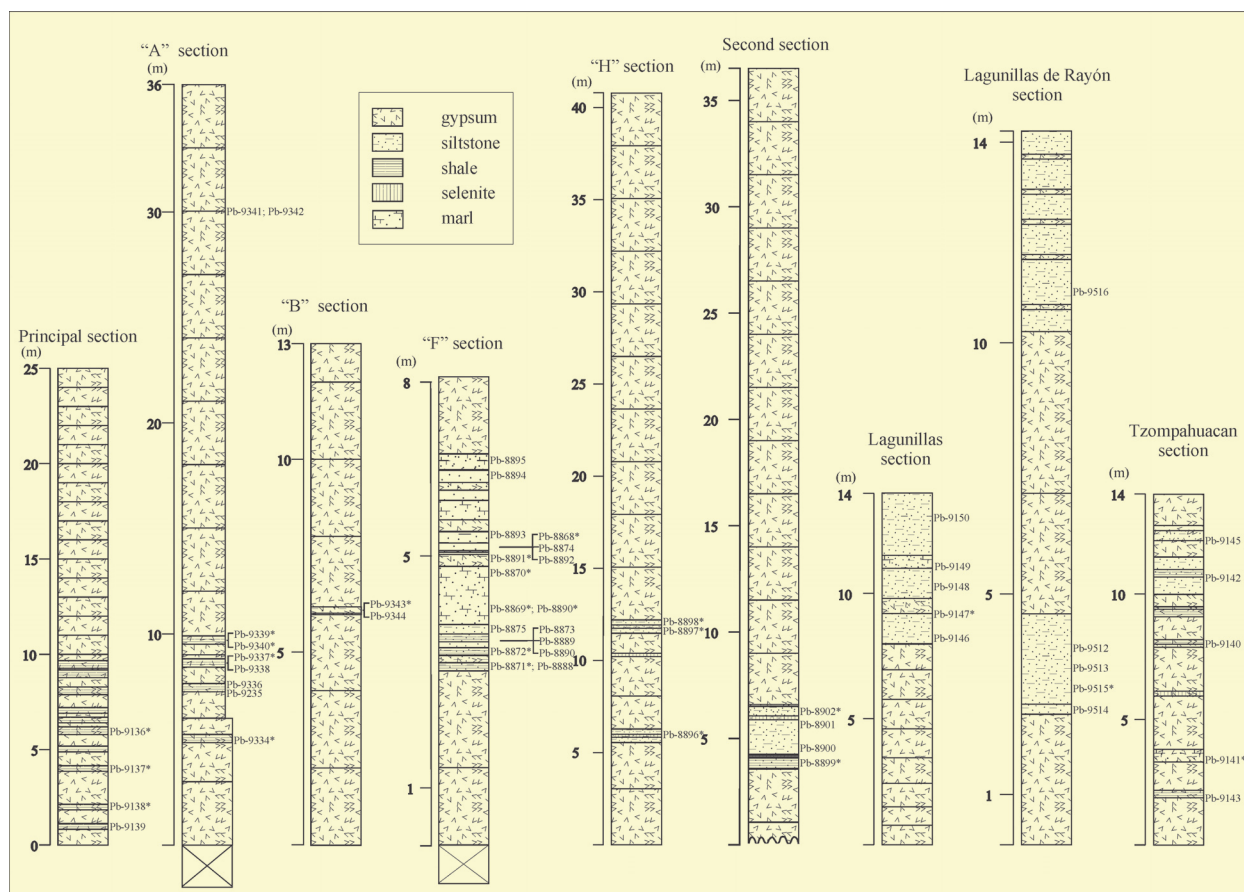 Principal section
(m)
25
20
15
10
5
0
Pb-9136*
Pb-9137*
Pb-9138*
Pb-9139
“A” section
(m)
36
30
20
10
Pb-9341; Pb-9342
Pb-9339*
Pb-9340*
Pb-9337*
Pb-9338
Pb-9336
Pb-9235
Pb-9334*
“B” section
(m)
13
10
5
Pb-9343*
Pb-9344
gypsum
siltstone
shale
selenite
marl
“F” section
(m)
8
5
1
Pb-8895
Pb-8894
Pb-8893
Pb-8868*
Pb-8874
Pb-8892
Pb-8891*
Pb-8870*
Pb-8869*; Pb-8890*
Pb-8875
Pb-8873
Pb-8889
Pb-8890
Pb-8872*
Pb-8871*; Pb-8888*
“H” section
(m)
40
35
30
25
20
15
10
5
Pb-8898*
Pb-8897*
Pb-8896*
Second section
(m)
35
30
25
20
15
10
5
Pb-8902*
Pb-8901
Pb-8900
Pb-8899*
Lagunillas
section
(m)
14
10
5
Pb-9150
Pb-9149
Pb-9148
Pb-9147*
Pb-9146
Lagunillas de Rayón
section
(m)
14
10
5
1
Pb-9516
Pb-9512
Pb-9513
Pb-9515*
Pb-9514
Tzompahuacan
section
(m)
14
10
5
Pb-9145
Pb-9142
Pb-9140
Pb-9141*
Pb-9143